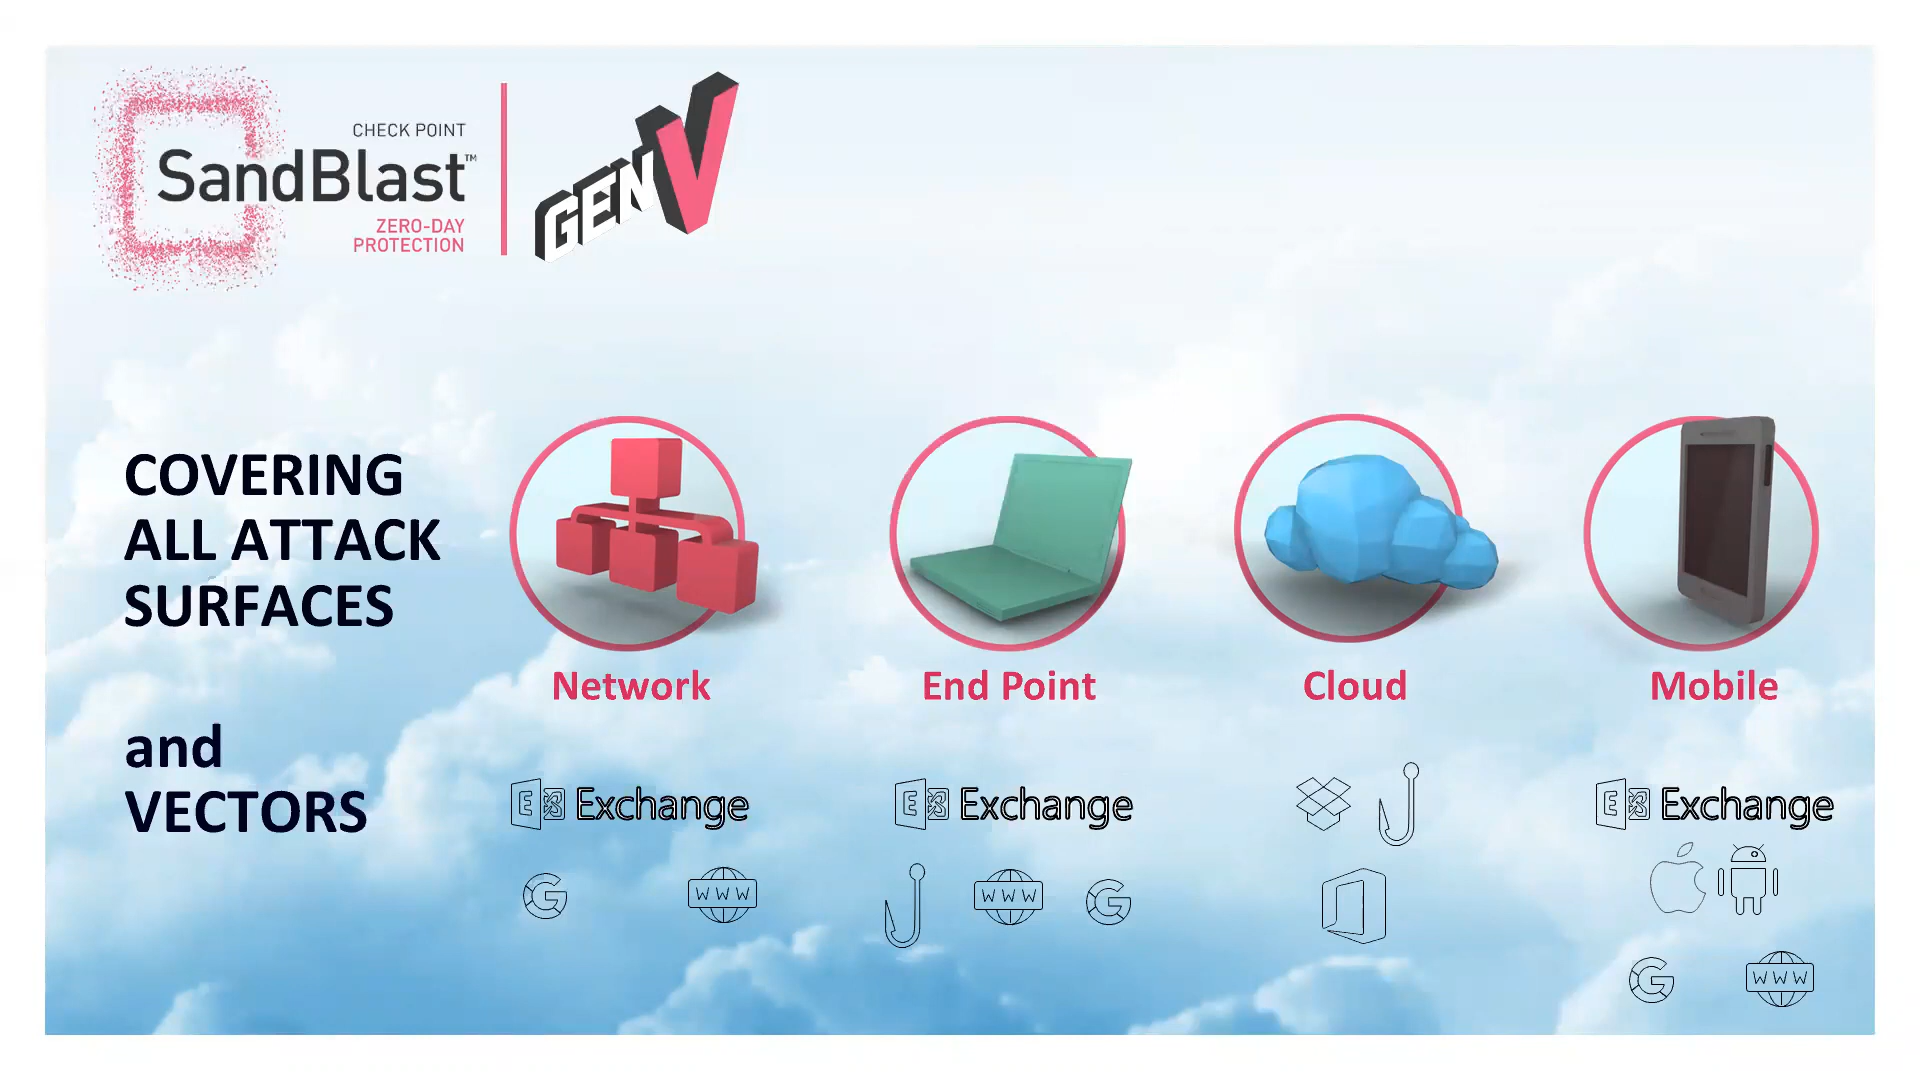 CHECK POINT
SandBlast™
ZERO-DAY
PROTECTION
GEN V
COVERING
ALL ATTACK
SURFACES
and
VECTORS
Network
End Point
Cloud
Mobile
E Exchange
E Exchange
E Exchange
G
WWW
WWW
G
G
WWW